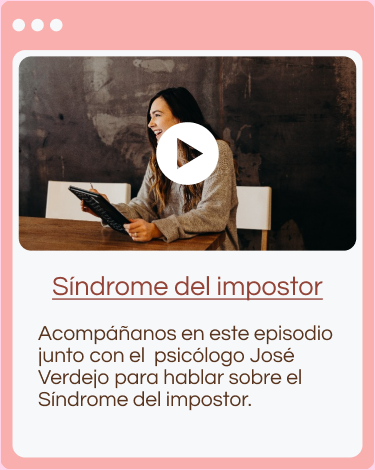 Síndrome del impostor
Acompáñanos en este episodio
junto con el  psicólogo José
Verdejo para hablar sobre el
Síndrome del impostor.